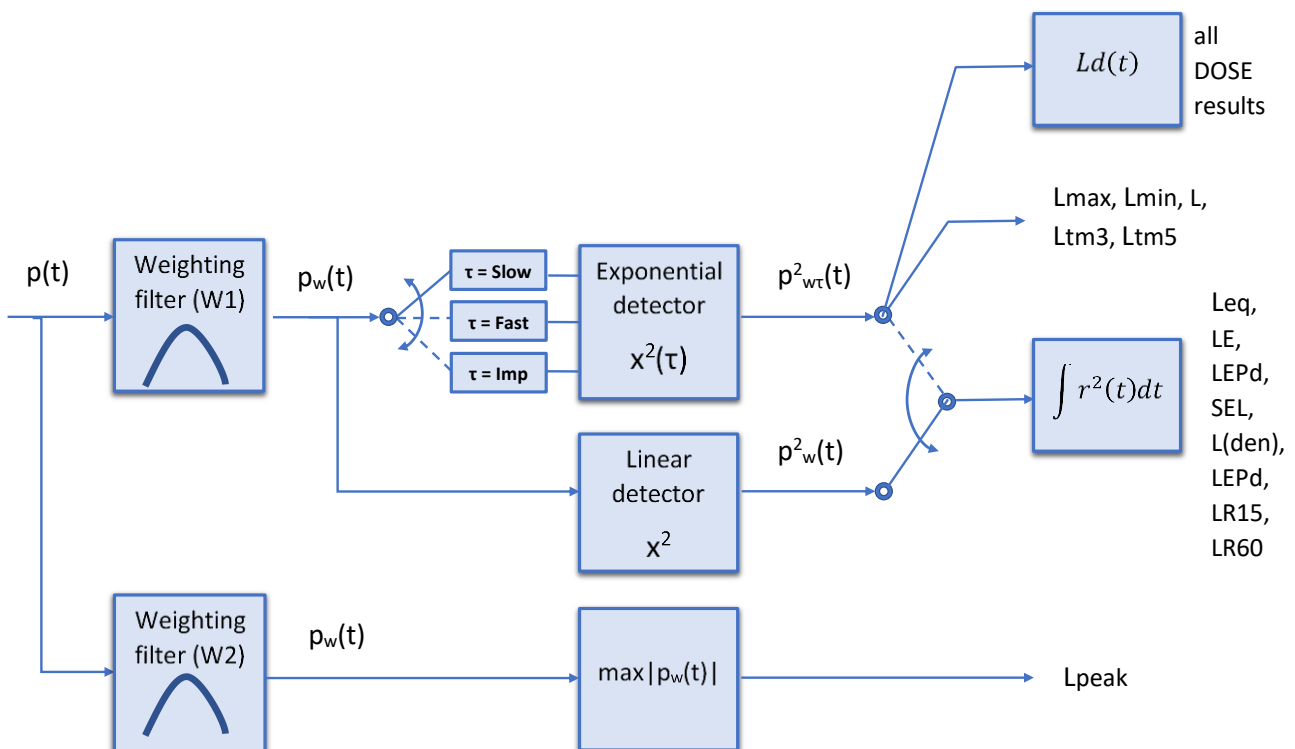 Ld(t)
all
DOSE
results
Lmax, Lmin, L,
Ltm3, Ltm5
p(t)
Weighting
filter (W1)
pw(t)
τ = Slow
τ = Fast
τ = Imp
Exponential
detector
x²(τ)
p²wτ(t)
∫ r²(t)dt
Leq,
LE,
LEPd,
SEL,
L(den),
LEPd,
LR15,
LR60
Linear
detector
x²
p²w(t)
Weighting
filter (W2)
pw(t)
max|pw(t)|
Lpeak